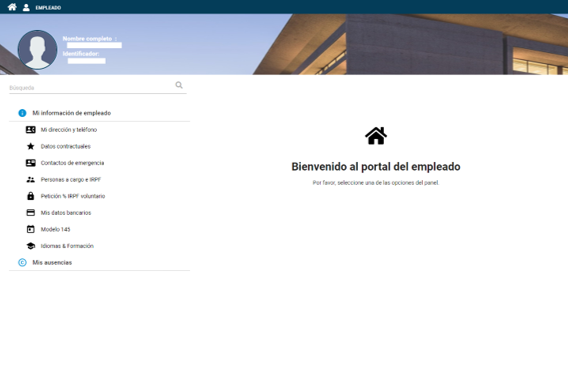 EMPLEADO
Nombre completo :
Identificador:
Búsqueda
Mi información de empleado
Mi dirección y teléfono
Datos contractuales
Contactos de emergencia
Personas a cargo e IRPF
Petición % IRPF voluntario
Mis datos bancarios
Modelo 145
Idiomas & Formación
Mis ausencias
Bienvenido al portal del empleado
Por favor, seleccione una de las opciones del panel.